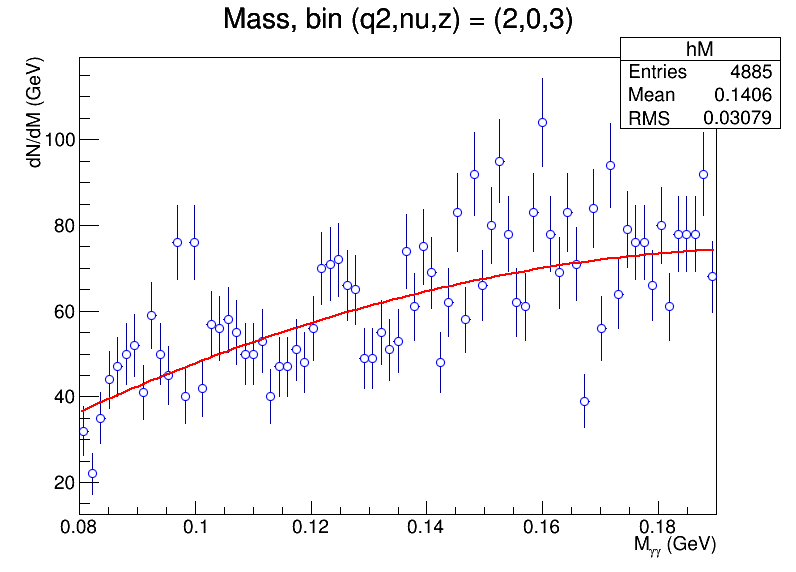 Mass, bin (q2,nu,z) = (2,0,3)
hM
Entries 4885
Mean 0.1406
RMS 0.03079
dN/dM (GeV)
100
80
60
40
20
0.08 0.1 0.12 0.14 0.16 0.18
Mγγ (GeV)